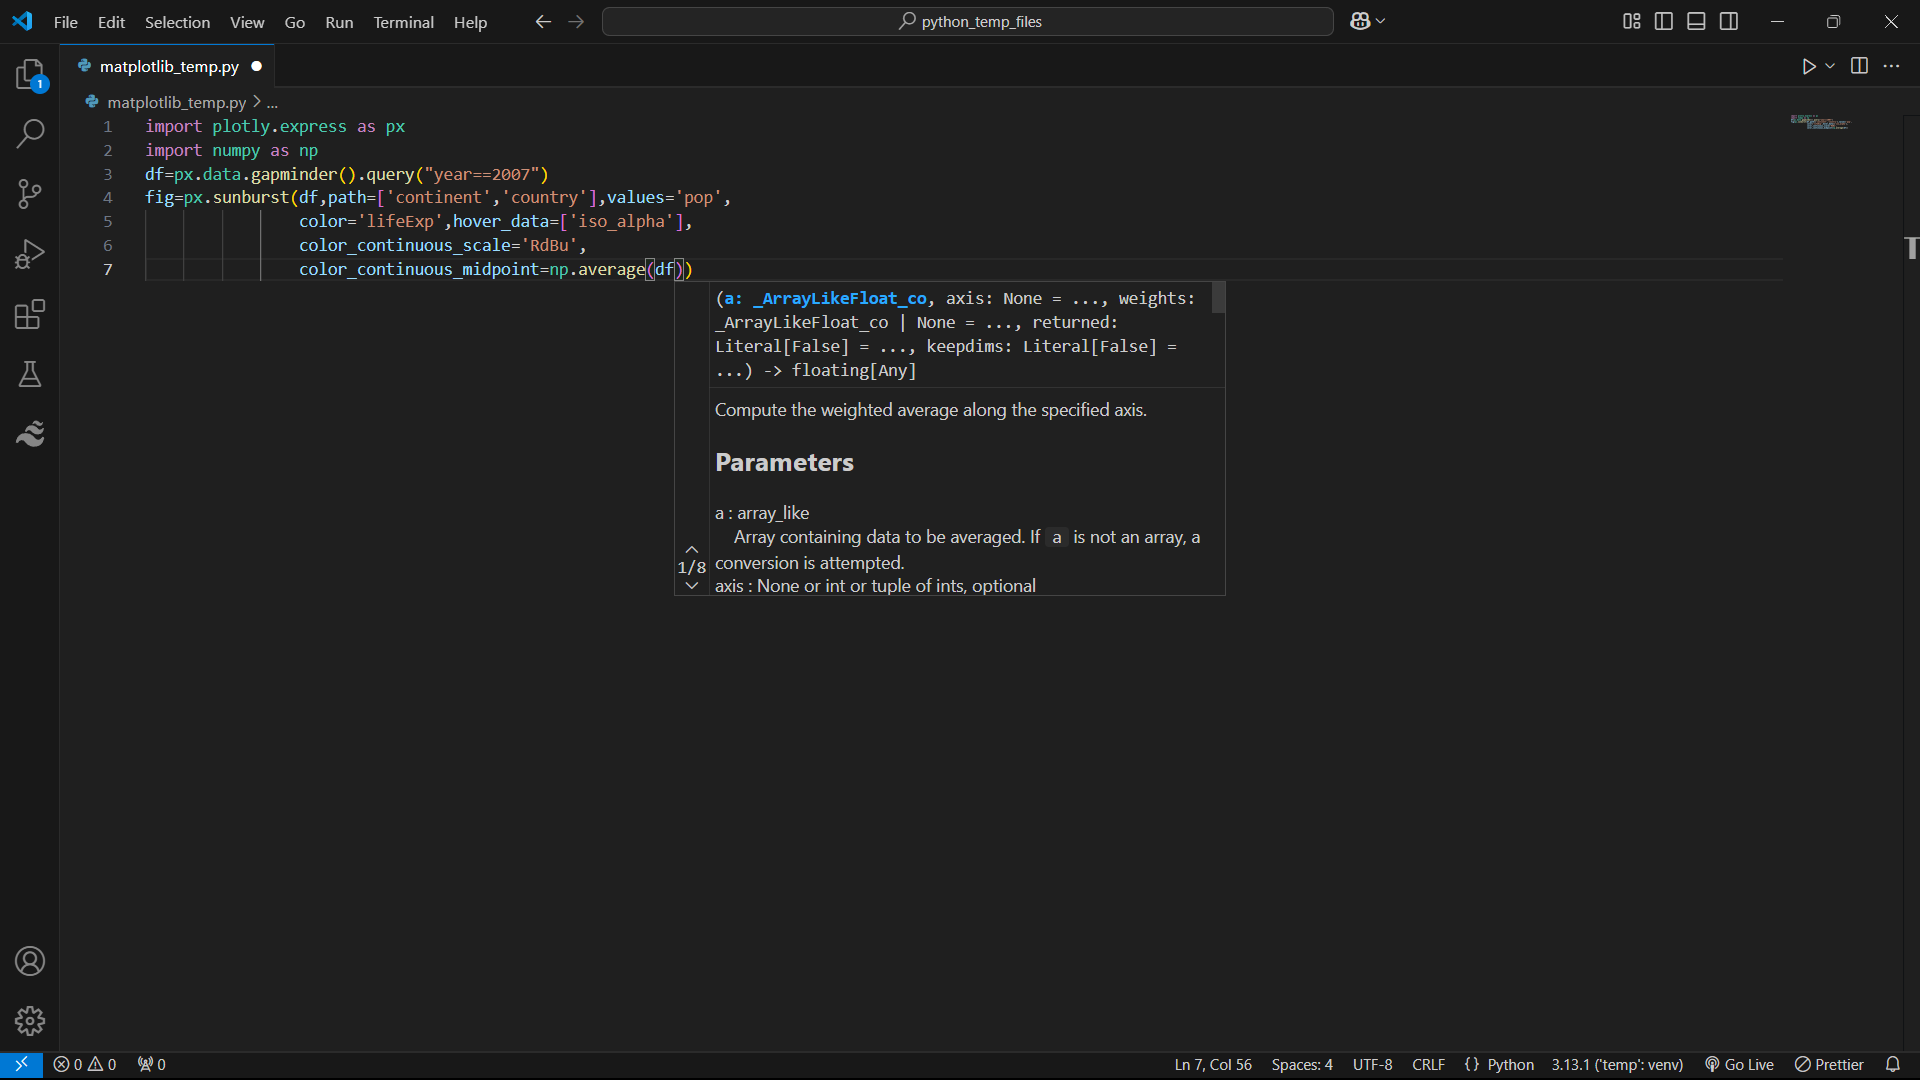 File Edit Selection View Go Run Terminal Help python_temp_files
matplotlib_temp.py
1
matplotlib_temp.py > ...
1 import plotly.express as px
2 import numpy as np
3 df=px.data.gapminder().query("year==2007")
4 fig=px.sunburst(df,path=['continent','country'],values='pop',
5 color='lifeExp',hover_data=['iso_alpha'],
6 color_continuous_scale='RdBu',
7 color_continuous_midpoint=np.average(df))
(a: _ArrayLikeFloat_co, axis: None = ..., weights:
_ArrayLikeFloat_co | None = ..., returned:
Literal[False] = ..., keepdims: Literal[False] =
...) -> floating[Any]
Compute the weighted average along the specified axis.
Parameters
a : array_like
Array containing data to be averaged. If a is not an array, a
conversion is attempted.
1/8
axis : None or int or tuple of ints, optional
0 0 0 Ln 7, Col 56 Spaces: 4 UTF-8 CRLF {} Python 3.13.1 ('temp': venv) Go Live Prettier